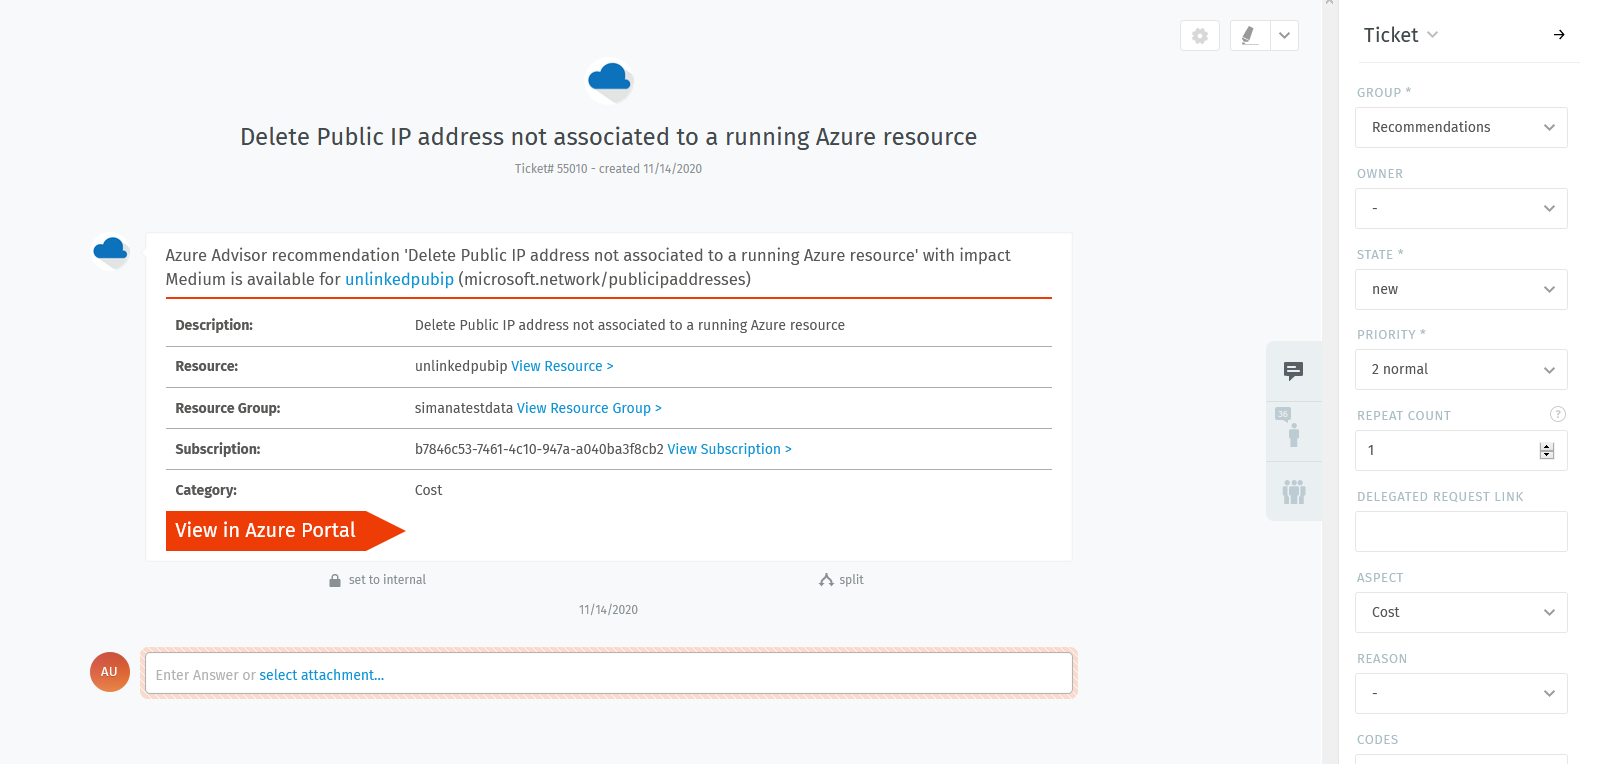 Ticket
Delete Public IP address not associated to a running Azure resource
Ticket# 55010 - created 11/14/2020
Azure Advisor recommendation 'Delete Public IP address not associated to a running Azure resource' with impact
Medium is available for unlinkedpubip (microsoft.network/publicipaddresses)
Description: Delete Public IP address not associated to a running Azure resource
Resource: unlinkedpubip View Resource >
Resource Group: simanatestdata View Resource Group >
Subscription: b7846c53-7461-4c10-947a-a040ba3f8cb2 View Subscription >
Category: Cost
View in Azure Portal
set to internal
split
11/14/2020
AU
Enter Answer or select attachment...
36
GROUP *
Recommendations
OWNER
-
STATE *
new
PRIORITY *
2 normal
REPEAT COUNT ?
1
DELEGATED REQUEST LINK
ASPECT
Cost
REASON
-
CODES